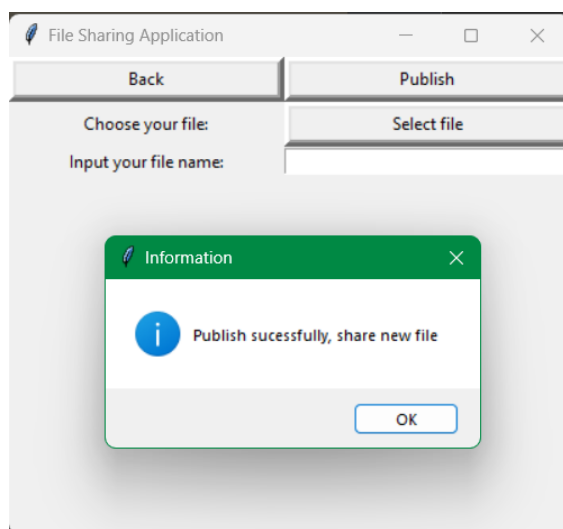 File Sharing Application
Back
Publish
Choose your file:
Select file
Input your file name:
Information
Publish sucessfully, share new file
OK